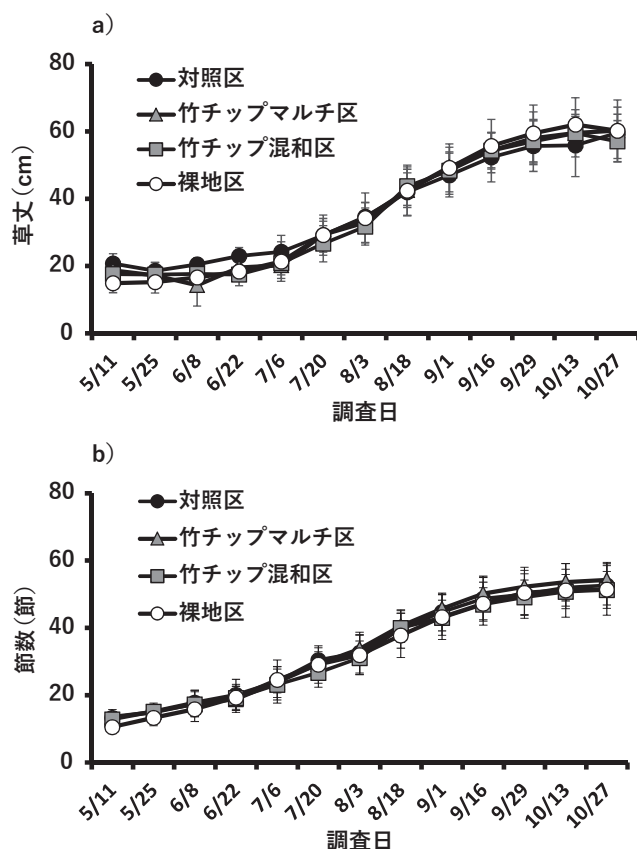 a)
80
60
40
20
0
草丈(cm)
対照区
竹チップマルチ区
竹チップ混和区
裸地区
5/11 5/25 6/8 6/22 7/6 7/20 8/3 8/18 9/1 9/16 9/29 10/13 10/27
調査日
b)
80
60
40
20
0
節数(節)
対照区
竹チップマルチ区
竹チップ混和区
裸地区
5/11 5/25 6/8 6/22 7/6 7/20 8/3 8/18 9/1 9/16 9/29 10/13 10/27
調査日